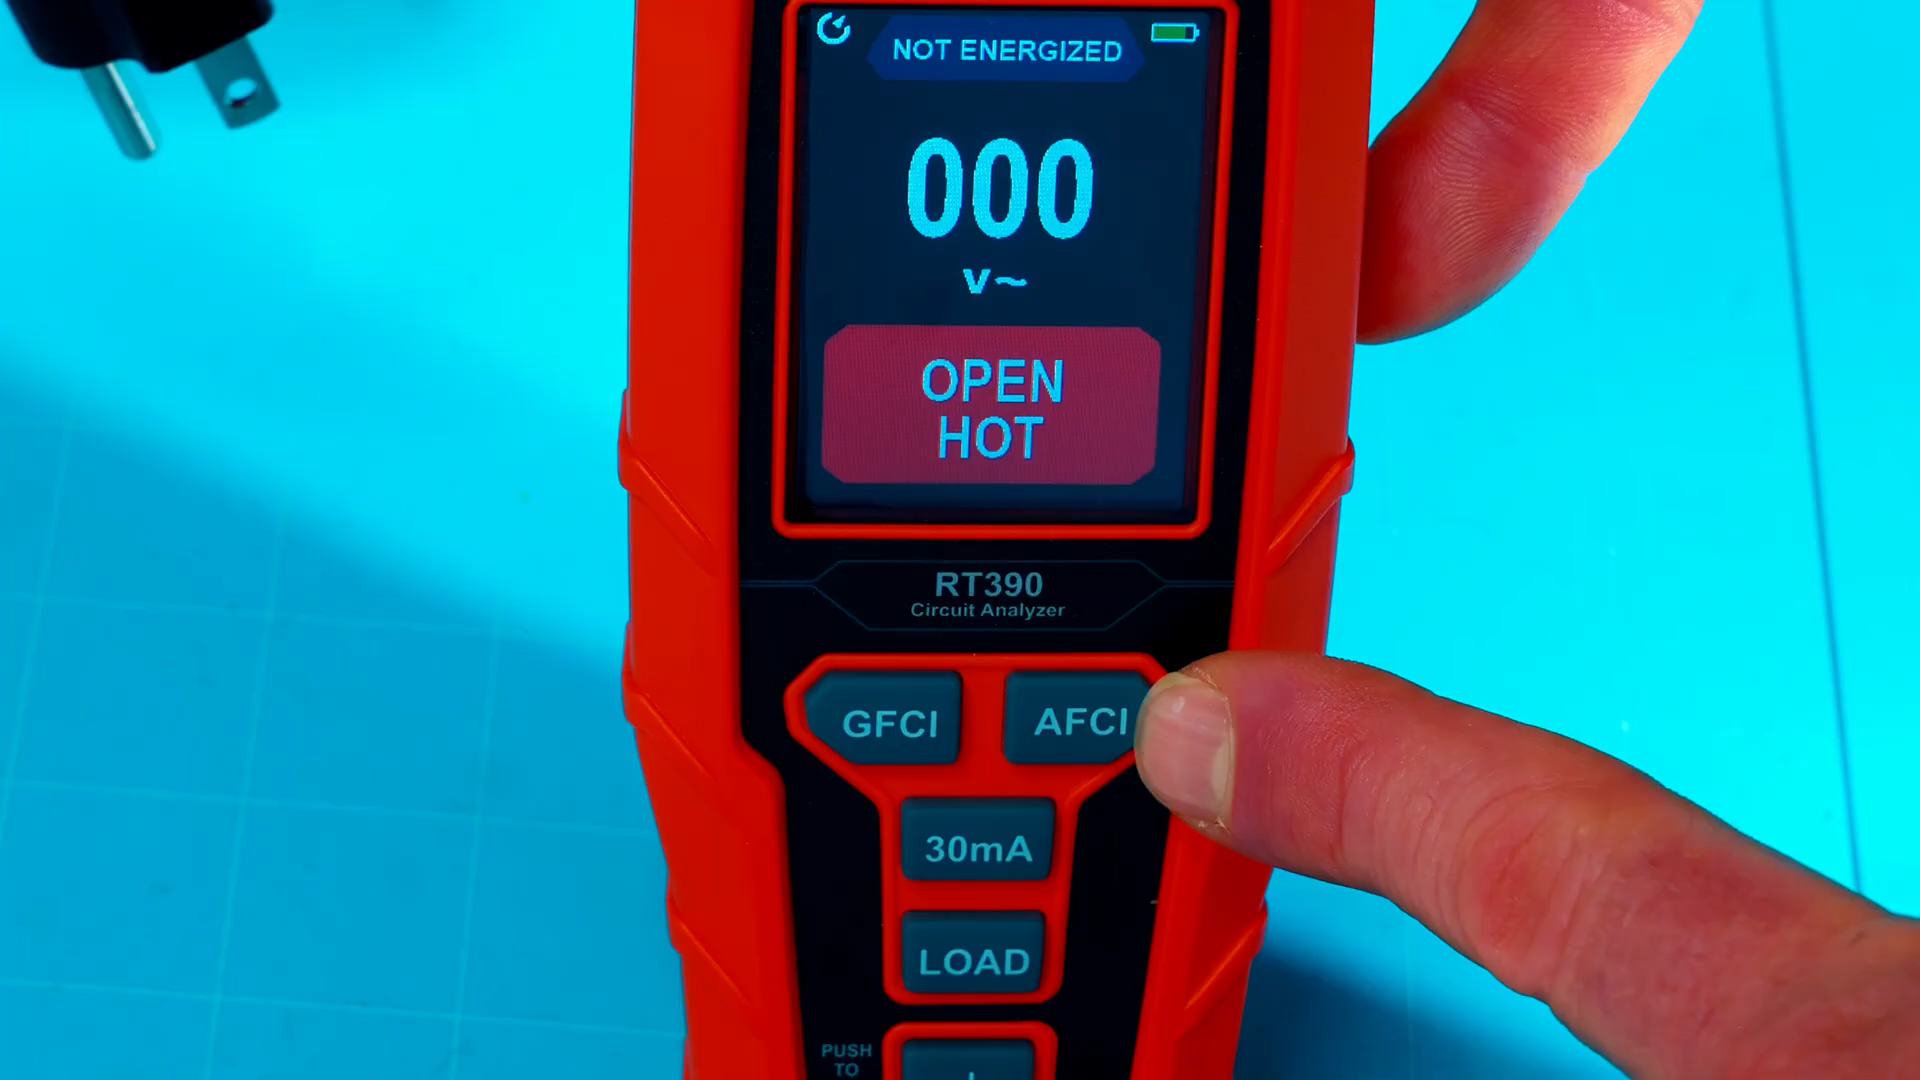 NOT ENERGIZED
000
V~
OPEN
HOT
RT390
Circuit Analyzer
GFCI
AFCI
30mA
LOAD
PUSH
TO